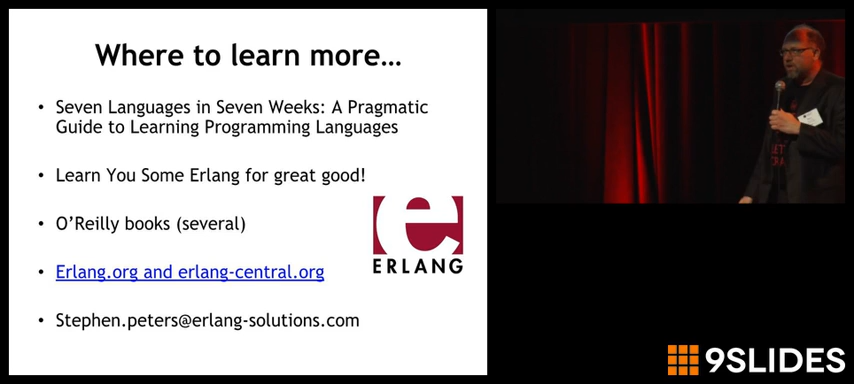 Where to learn more…
• Seven Languages in Seven Weeks: A Pragmatic
Guide to Learning Programming Languages
• Learn You Some Erlang for great good!
• O'Reilly books (several)
• Erlang.org and erlang-central.org
• Stephen.peters@erlang-solutions.com
e
ERLANG
9SLIDES